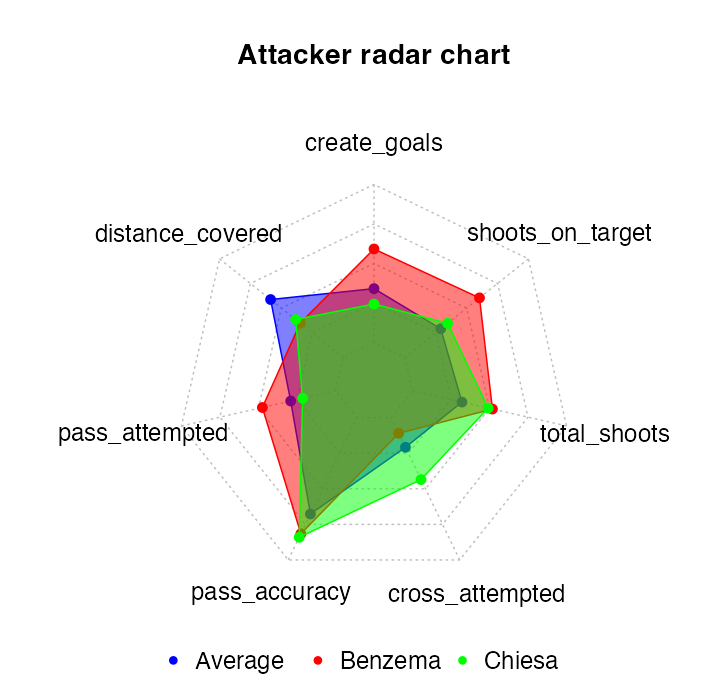 Attacker radar chart
create_goals
distance_covered
shoots_on_target
pass_attempted
total_shoots
pass_accuracy
cross_attempted
Average Benzema Chiesa